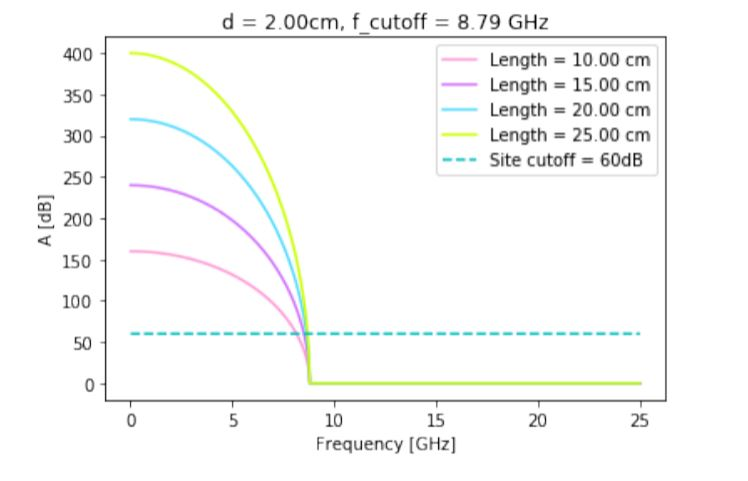 d = 2.00cm, f_cutoff = 8.79 GHz
400
350
300
250
200
150
100
50
0
A [dB]
Length = 10.00 cm
Length = 15.00 cm
Length = 20.00 cm
Length = 25.00 cm
Site cutoff = 60dB
0 5 10 15 20 25
Frequency [GHz]